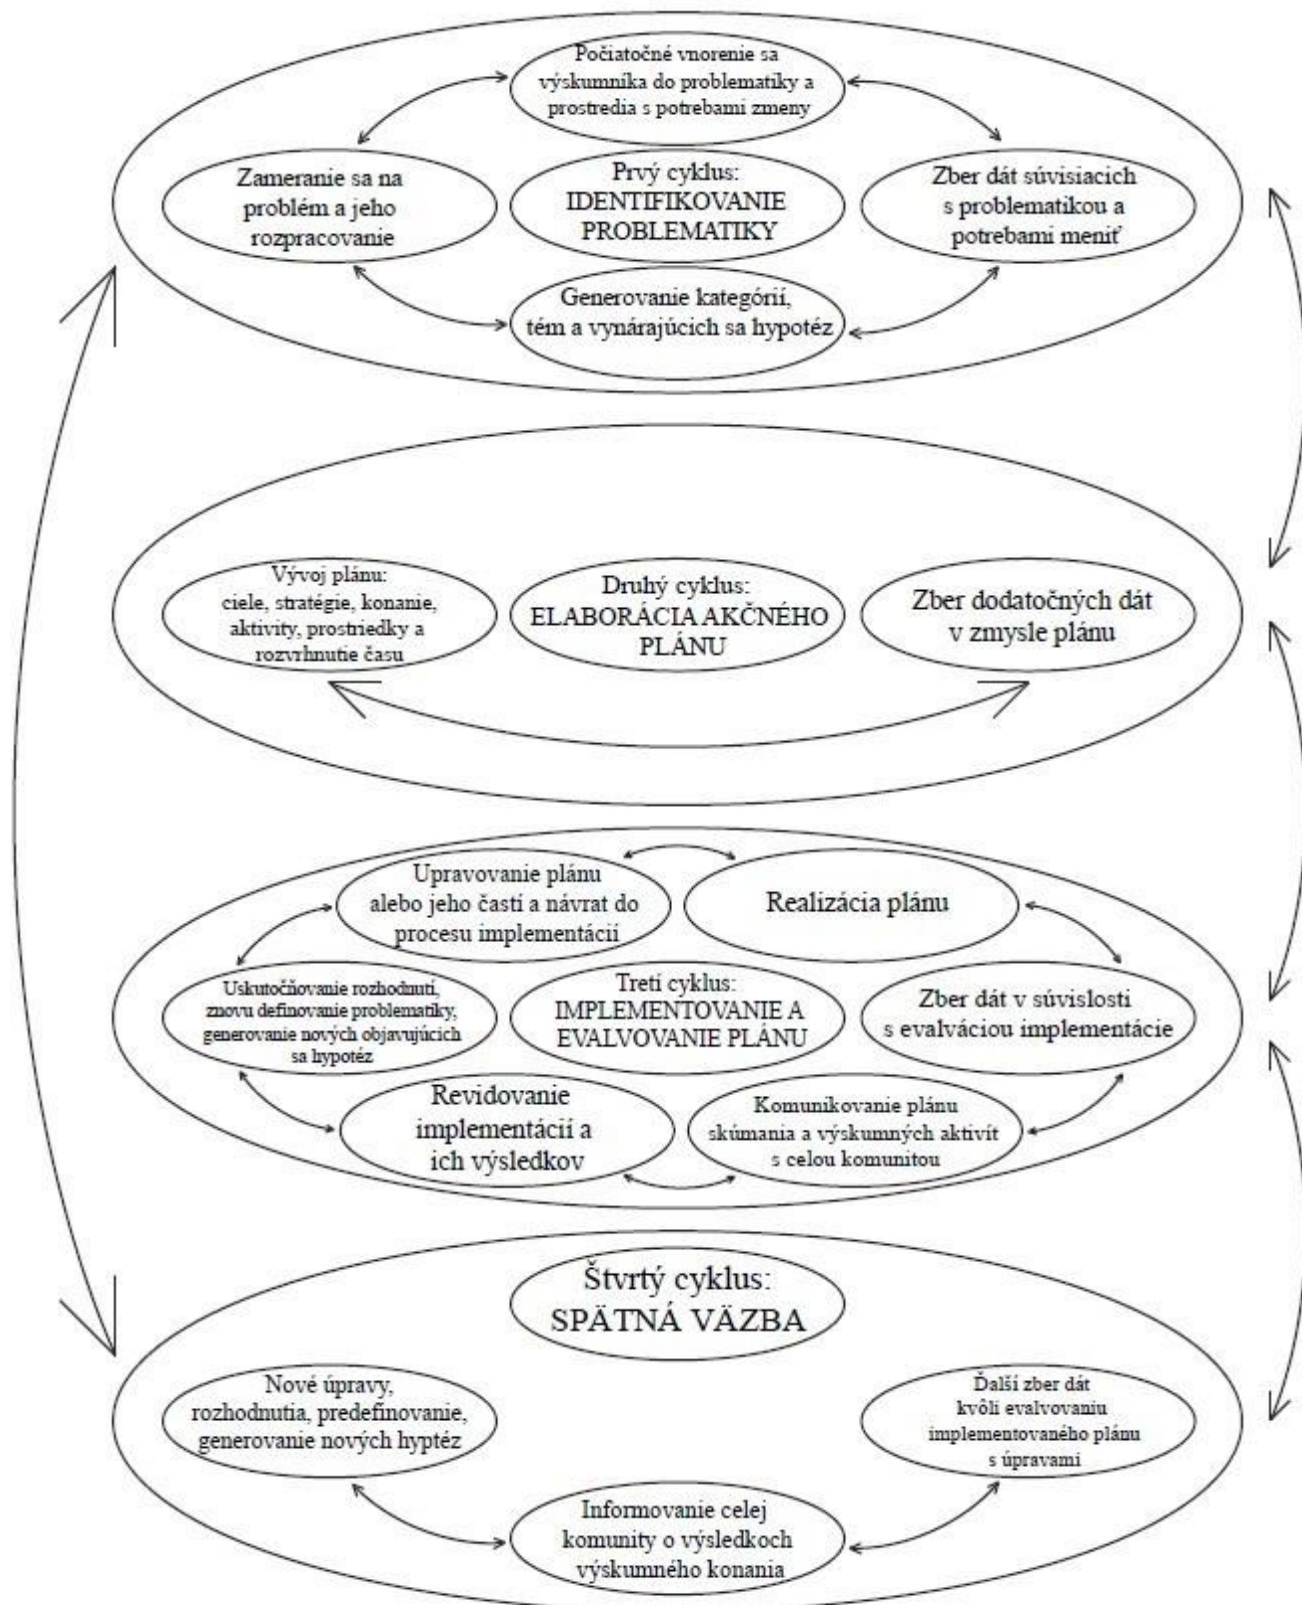 Počiatočné vnorenie sa
výskumníka do problematiky a
prostredia s potrebami zmeny
Zameranie sa na
problém a jeho
rozpracovanie
Prvý cyklus:
IDENTIFIKOVANIE
PROBLEMATIKY
Zber dát súvisiacich
s problematikou a
potrebami meniť
Generovanie kategórií,
tém a vynárajúcich sa hypotéz
Vývoj plánu:
ciele, stratégie, konanie,
aktivity, prostriedky a
rozvrhnutie času
Druhý cyklus:
ELABORÁCIA AKČNÉHO
PLÁNU
Zber dodatočných dát
v zmysle plánu
Upravovanie plánu
alebo jeho častí a návrat do
procesu implementácií
Realizácia plánu
Uskutočňovanie rozhodnutí,
znovu definovanie problematiky,
generovanie nových objavujúcich
sa hypotéz
Tretí cyklus:
IMPLEMENTOVANIE A
EVALVOVANIE PLÁNU
Zber dát v súvislosti
s evalváciou implementácie
Revidovanie
implementácií a
ich výsledkov
Komunikovanie plánu
skúmania a výskumných aktivít
s celou komunitou
Štvrtý cyklus:
SPÄTNÁ VÄZBA
Nové úpravy,
rozhodnutia, predefinovanie,
generovanie nových hyptéz
Ďalší zber dát
kvôli evalvovaniu
implementovaného plánu
s úpravami
Informovanie celej
komunity o výsledkoch
výskumného konania